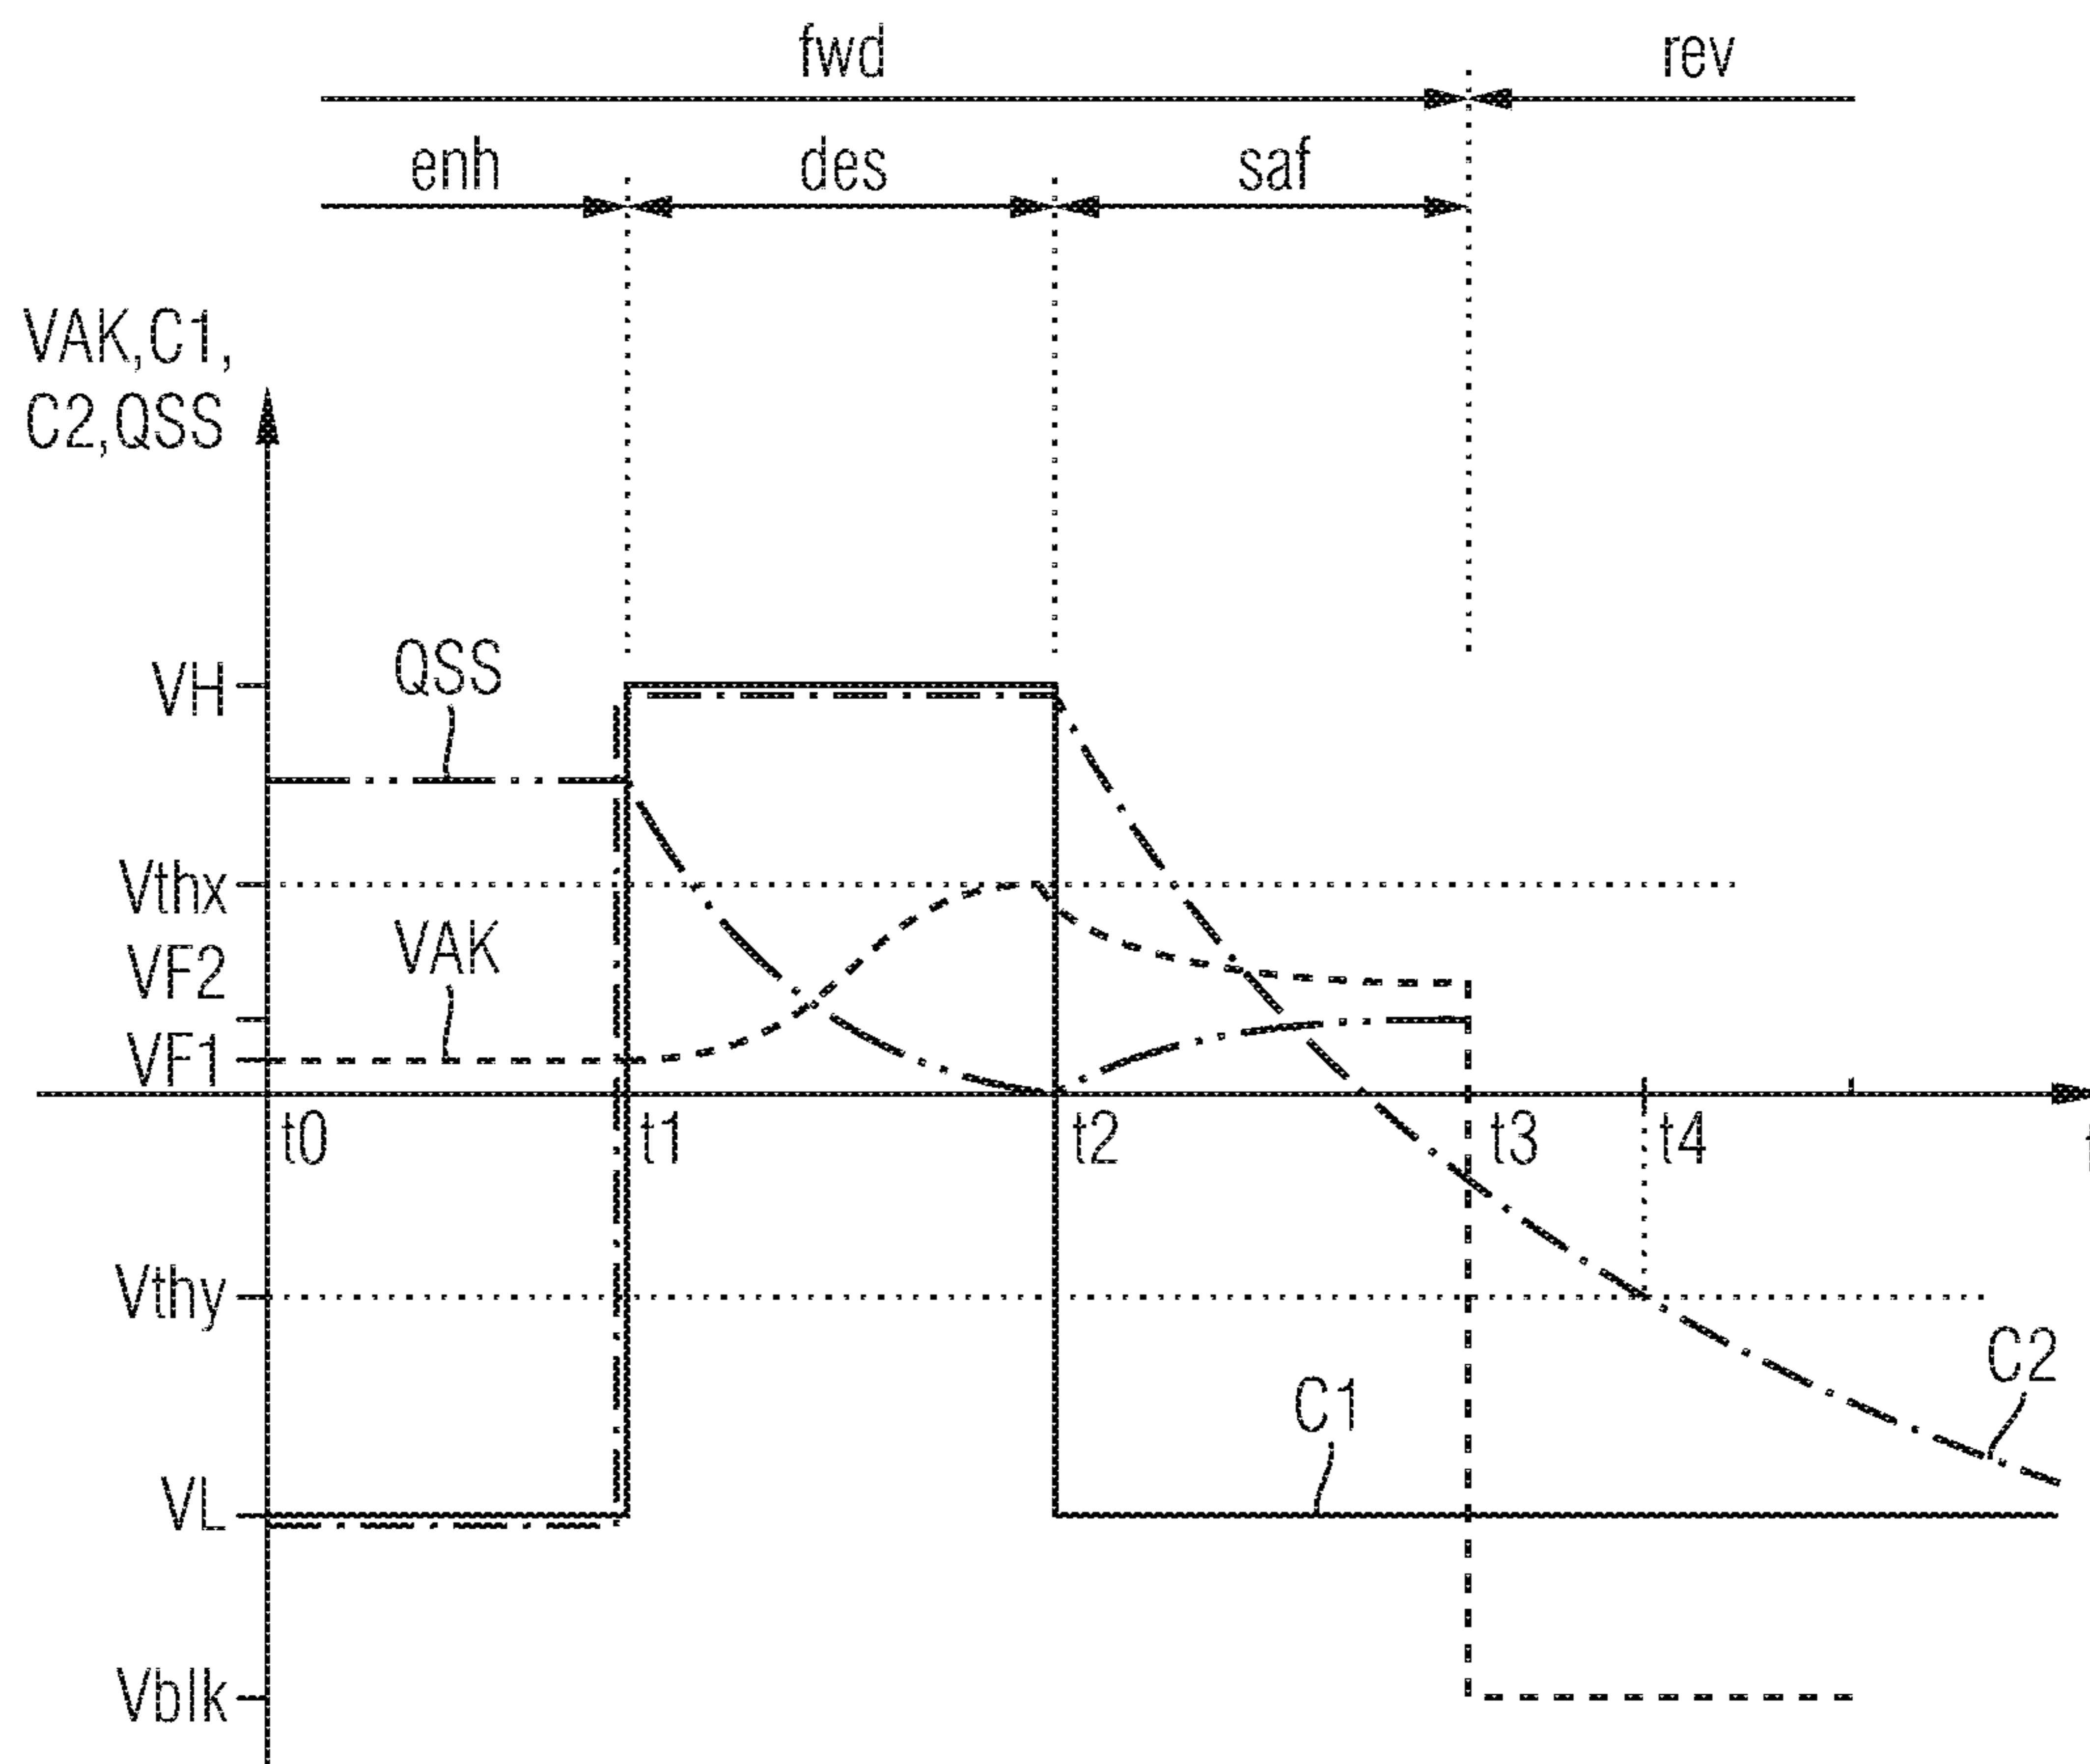 fwd
rev
enh
des
saf
VAK,C1,
C2,QSS
VH
QSS
Vthx
VF2
VAK
VF1
t0
t1
t2
t3
t4
t
Vthy
C2
C1
VL
Vblk